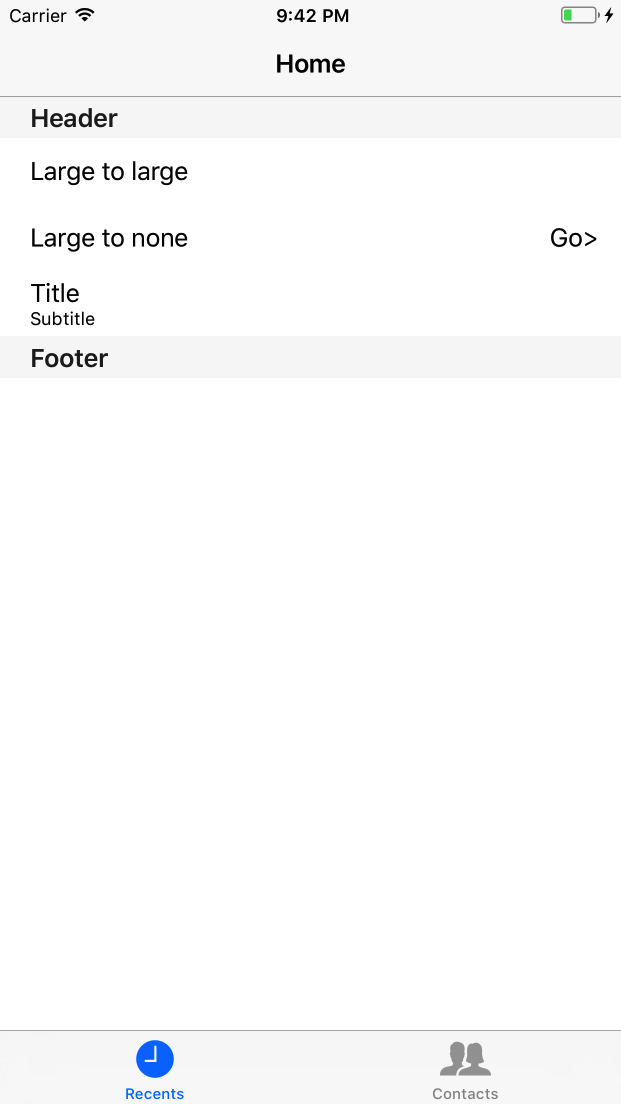 Carrier 9:42 PM
Home
Header
Large to large
Large to none Go>
Title
Subtitle
Footer
Recents Contacts